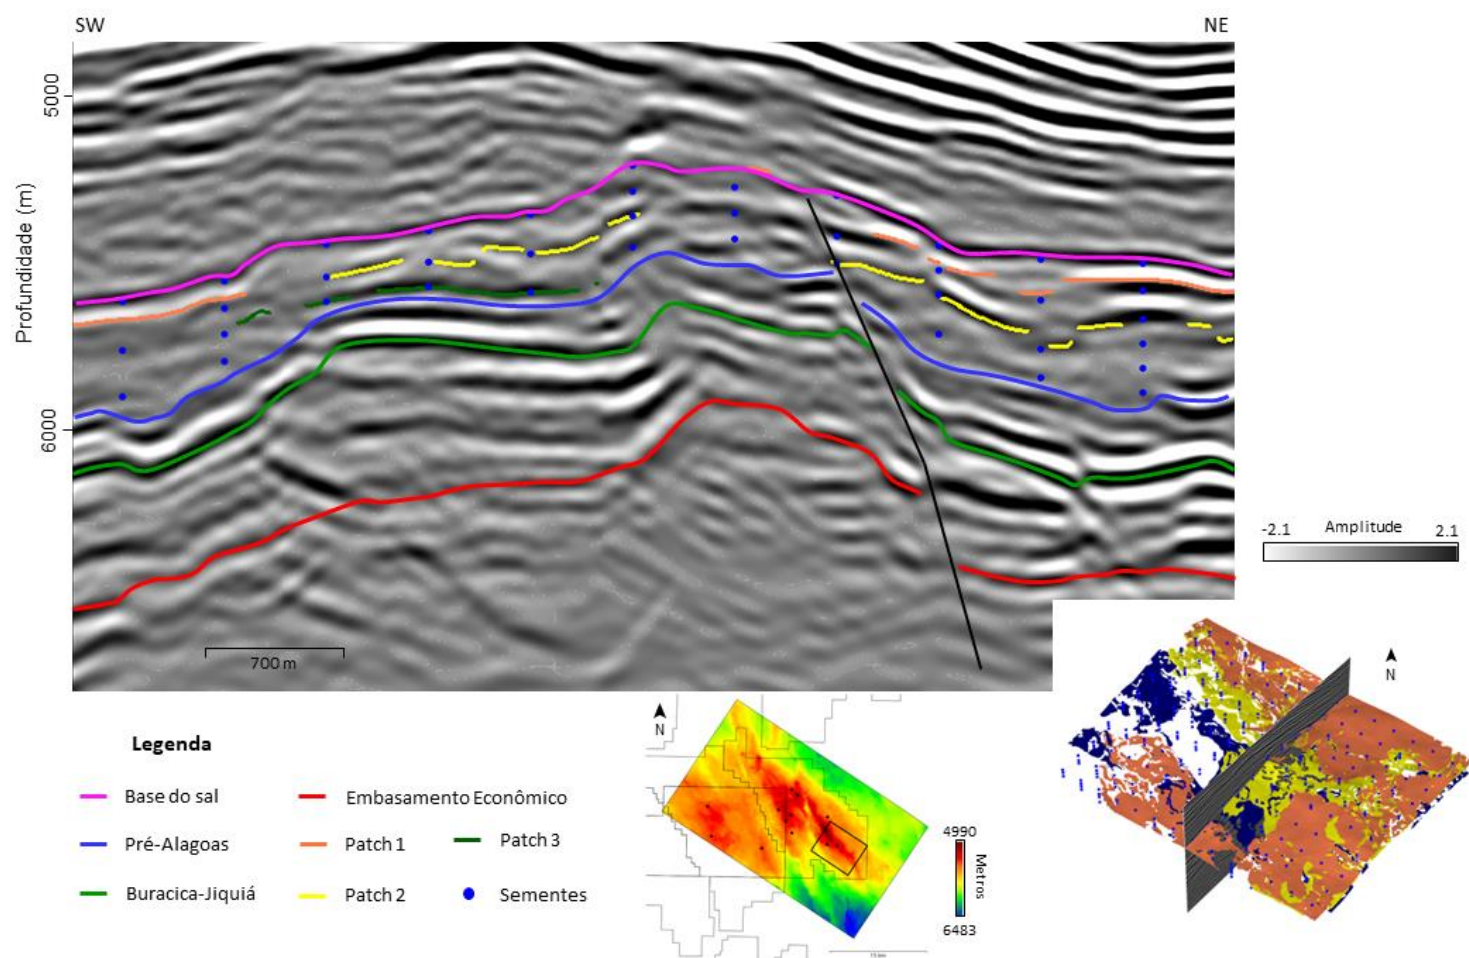 SW
NE
5000
Profundidade (m)
6000
700 m
-2.1
Amplitude
2.1
N
N
Legenda
Base do sal
Embasamento Econômico
Pré-Alagoas
Patch 1
Patch 3
Buracica-Jiquiá
Patch 2
Sementes
4990
Metros
6483